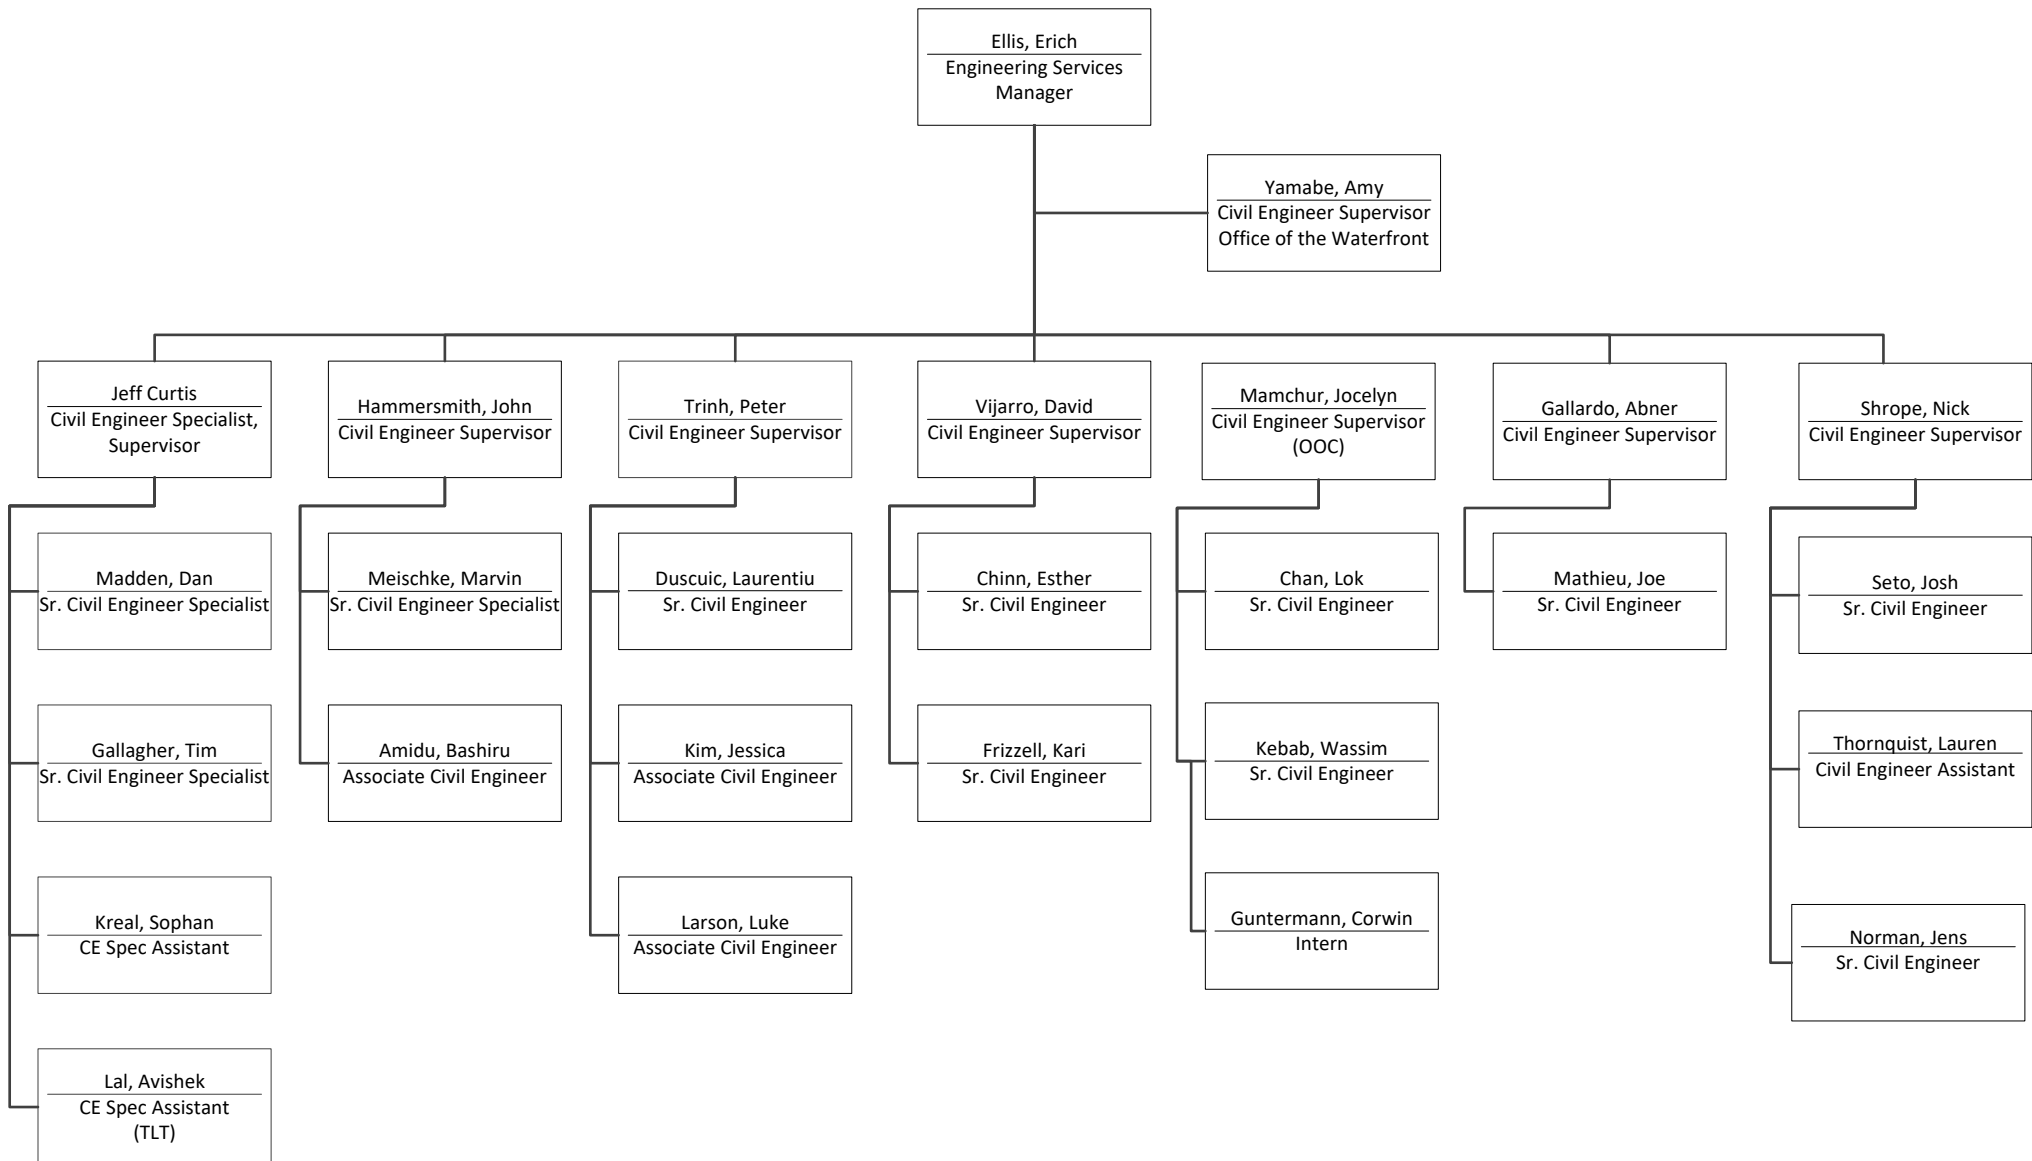 Ellis, Erich
Engineering Services
Manager
Yamabe, Amy
Civil Engineer Supervisor
Office of the Waterfront
Jeff Curtis
Civil Engineer Specialist,
Supervisor
Hammersmith, John
Civil Engineer Supervisor
Trinh, Peter
Civil Engineer Supervisor
Vijarro, David
Civil Engineer Supervisor
Mamchur, Jocelyn
Civil Engineer Supervisor
(OOC)
Gallardo, Abner
Civil Engineer Supervisor
Shrope, Nick
Civil Engineer Supervisor
Madden, Dan
Sr. Civil Engineer Specialist
Meischke, Marvin
Sr. Civil Engineer Specialist
Duscuic, Laurentiu
Sr. Civil Engineer
Chinn, Esther
Sr. Civil Engineer
Chan, Lok
Sr. Civil Engineer
Mathieu, Joe
Sr. Civil Engineer
Seto, Josh
Sr. Civil Engineer
Gallagher, Tim
Sr. Civil Engineer Specialist
Amidu, Bashiru
Associate Civil Engineer
Kim, Jessica
Associate Civil Engineer
Frizzell, Kari
Sr. Civil Engineer
Kebab, Wassim
Sr. Civil Engineer
Thornquist, Lauren
Civil Engineer Assistant
Kreal, Sophan
CE Spec Assistant
Larson, Luke
Associate Civil Engineer
Guntermann, Corwin
Intern
Norman, Jens
Sr. Civil Engineer
Lal, Avishek
CE Spec Assistant
(TLT)